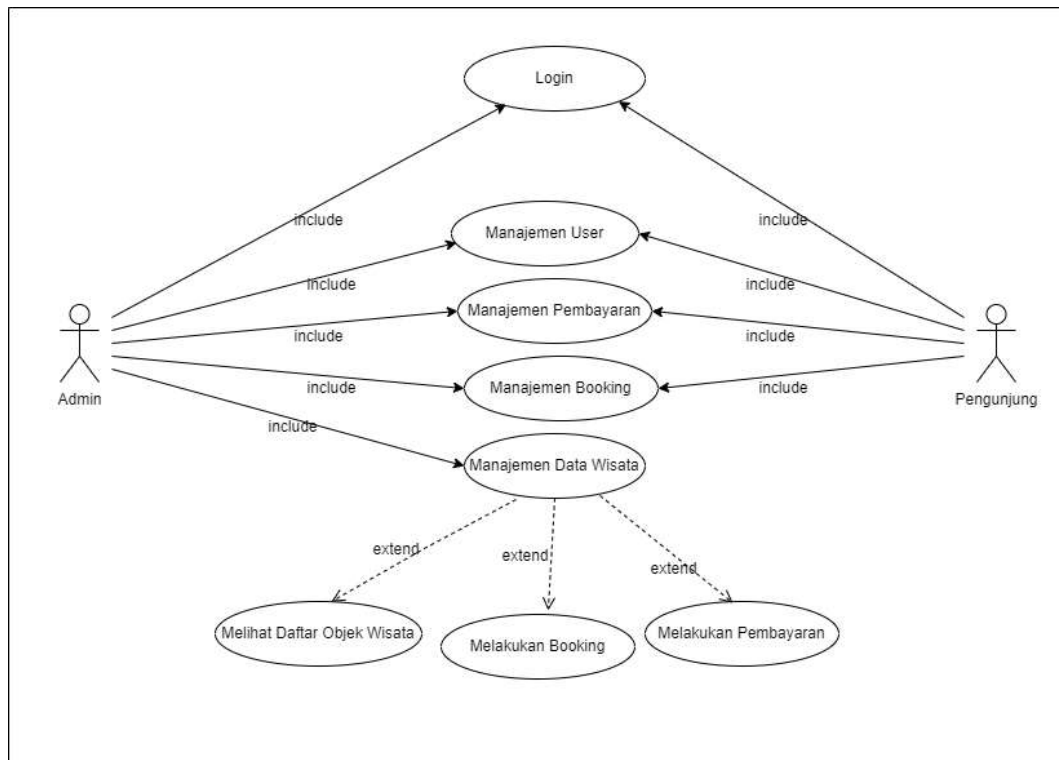 Login
include
include
Manajemen User
include
include
Manajemen Pembayaran
include
include
Admin
Pengunjung
Manajemen Booking
include
include
include
Manajemen Data Wisata
extend
extend
extend
Melihat Daftar Objek Wisata
Melakukan Booking
Melakukan Pembayaran